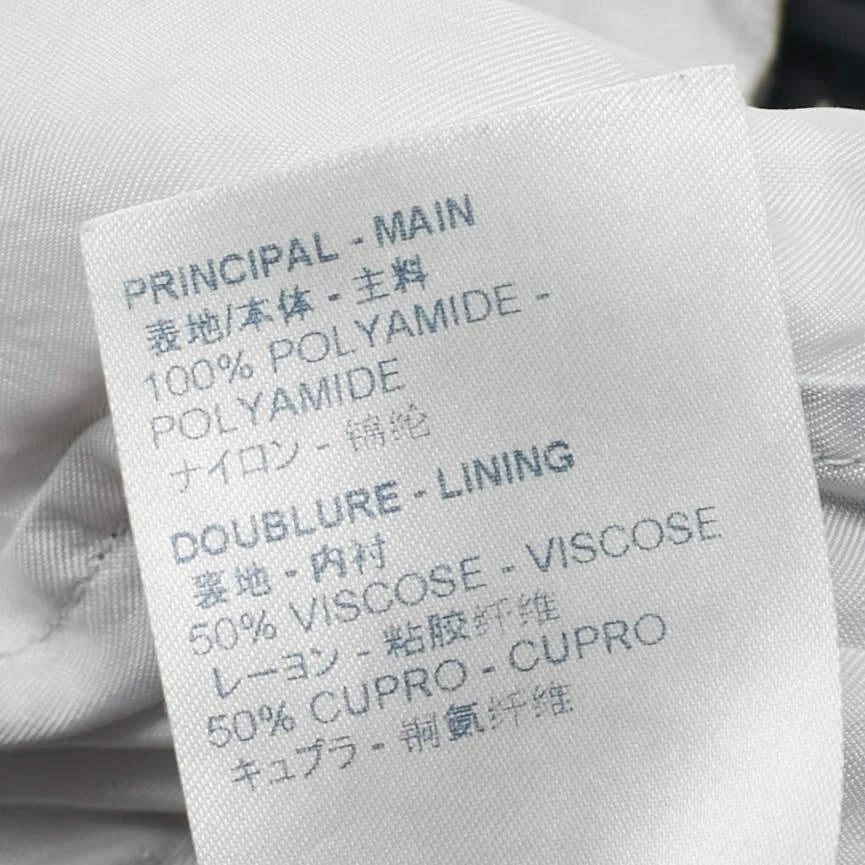 PRINCIPAL - MAIN
表地/本体 - 主料
100% POLYAMIDE -
POLYAMIDE
ナイロン - 锦纶
DOUBLURE - LINING
裏地 - 内衬
50% VISCOSE - VISCOSE
レーヨン - 粘胶纤维
50% CUPRO - CUPRO
キュプラ - 铜氨纤维